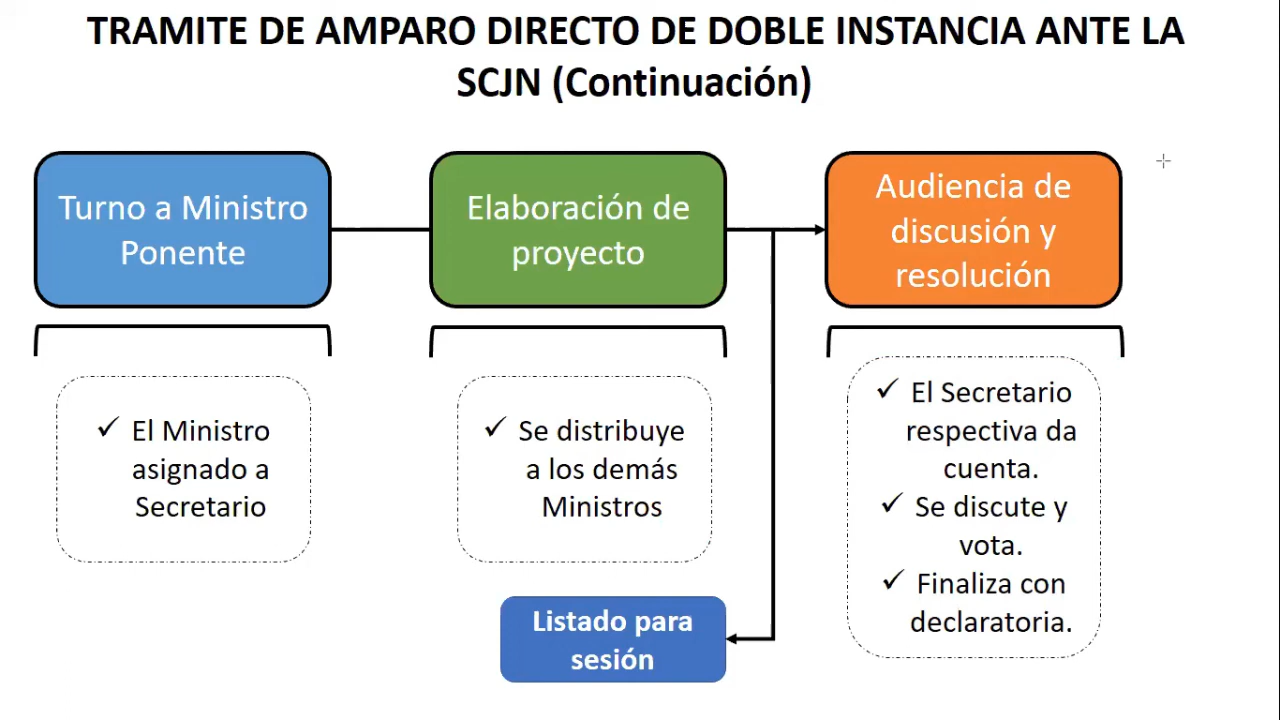 TRAMITE DE AMPARO DIRECTO DE DOBLE INSTANCIA ANTE LA
SCJN (Continuación)
Turno a Ministro
Ponente
Elaboración de
proyecto
Audiencia de
discusión y
resolución
✓ El Ministro
asignado a
Secretario
✓ Se distribuye
a los demás
Ministros
✓ El Secretario
respectiva da
cuenta.
✓ Se discute y
vota.
✓ Finaliza con
declaratoria.
Listado para
sesión